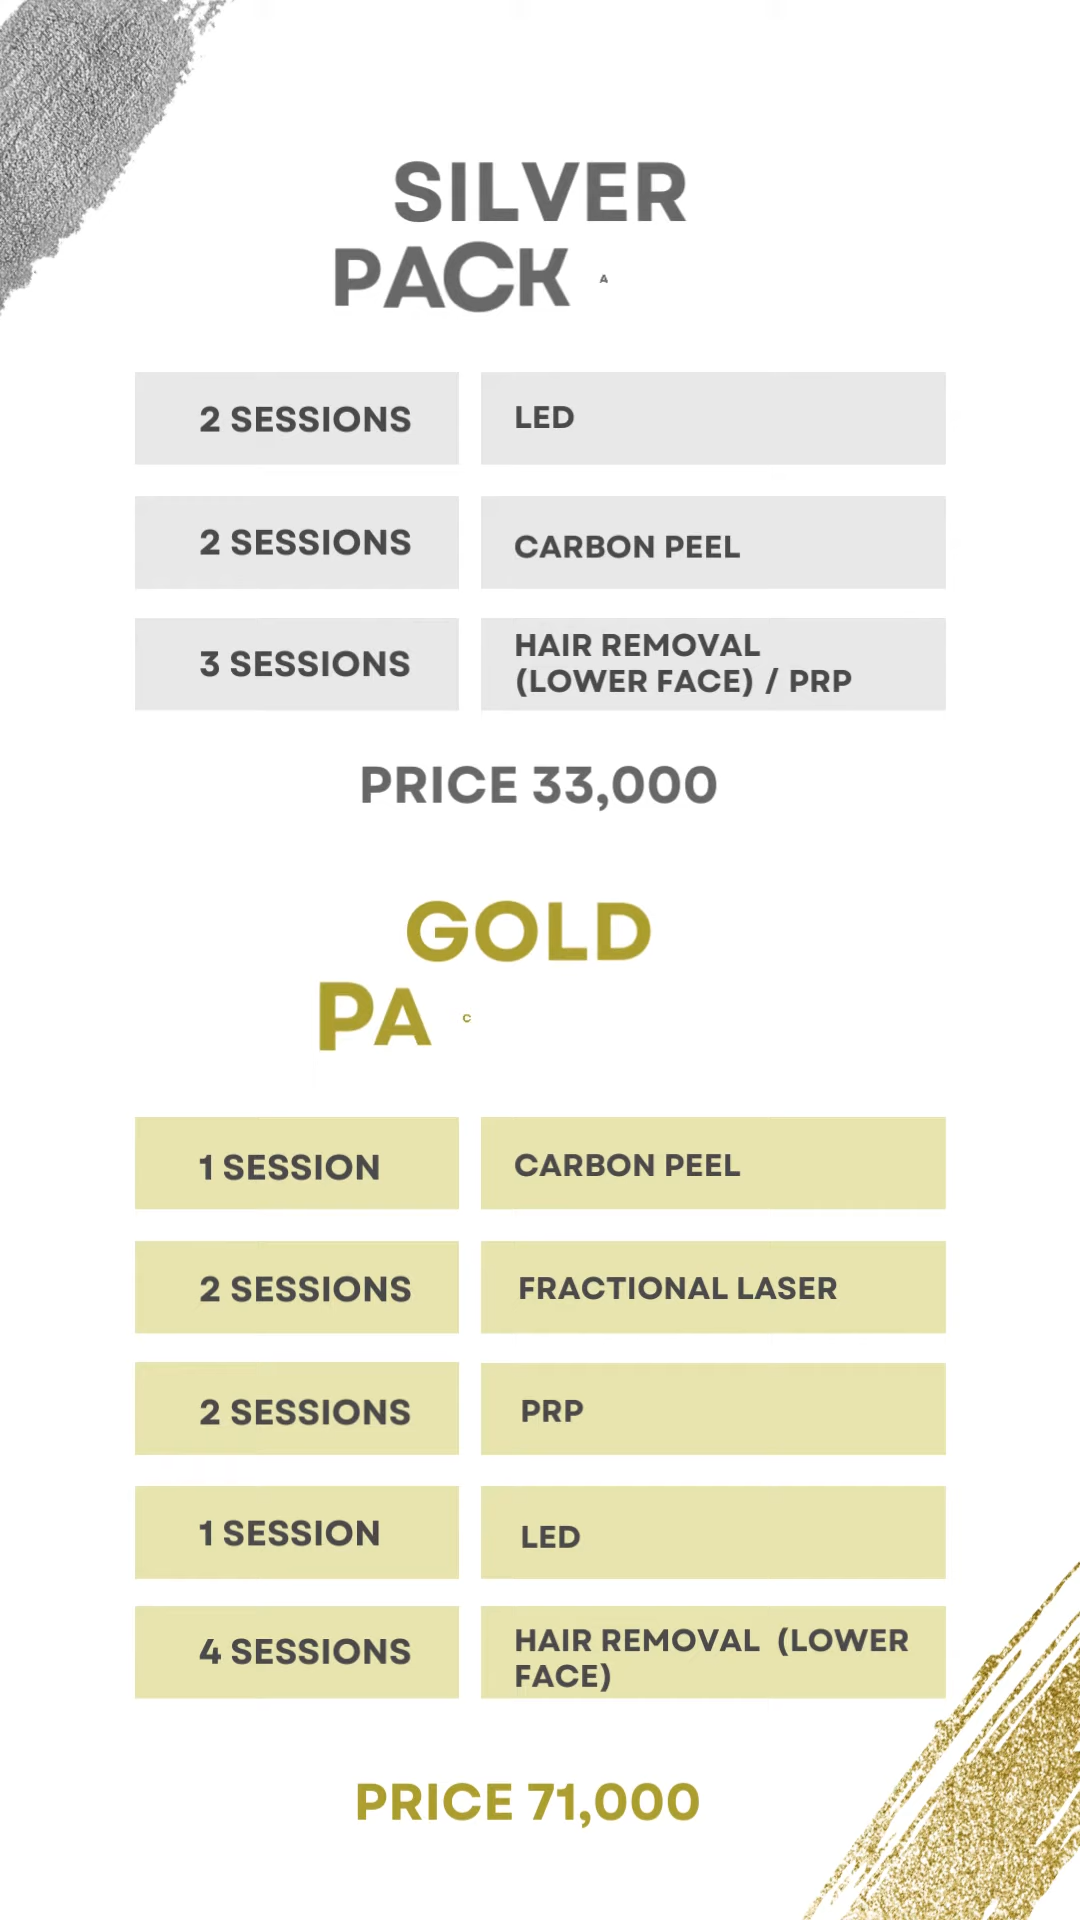 SILVER
PACK A
2 SESSIONS
LED
2 SESSIONS
CARBON PEEL
3 SESSIONS
HAIR REMOVAL
(LOWER FACE) / PRP
PRICE 33,000
GOLD
PA C
1 SESSION
CARBON PEEL
2 SESSIONS
FRACTIONAL LASER
2 SESSIONS
PRP
1 SESSION
LED
4 SESSIONS
HAIR REMOVAL (LOWER
FACE)
PRICE 71,000